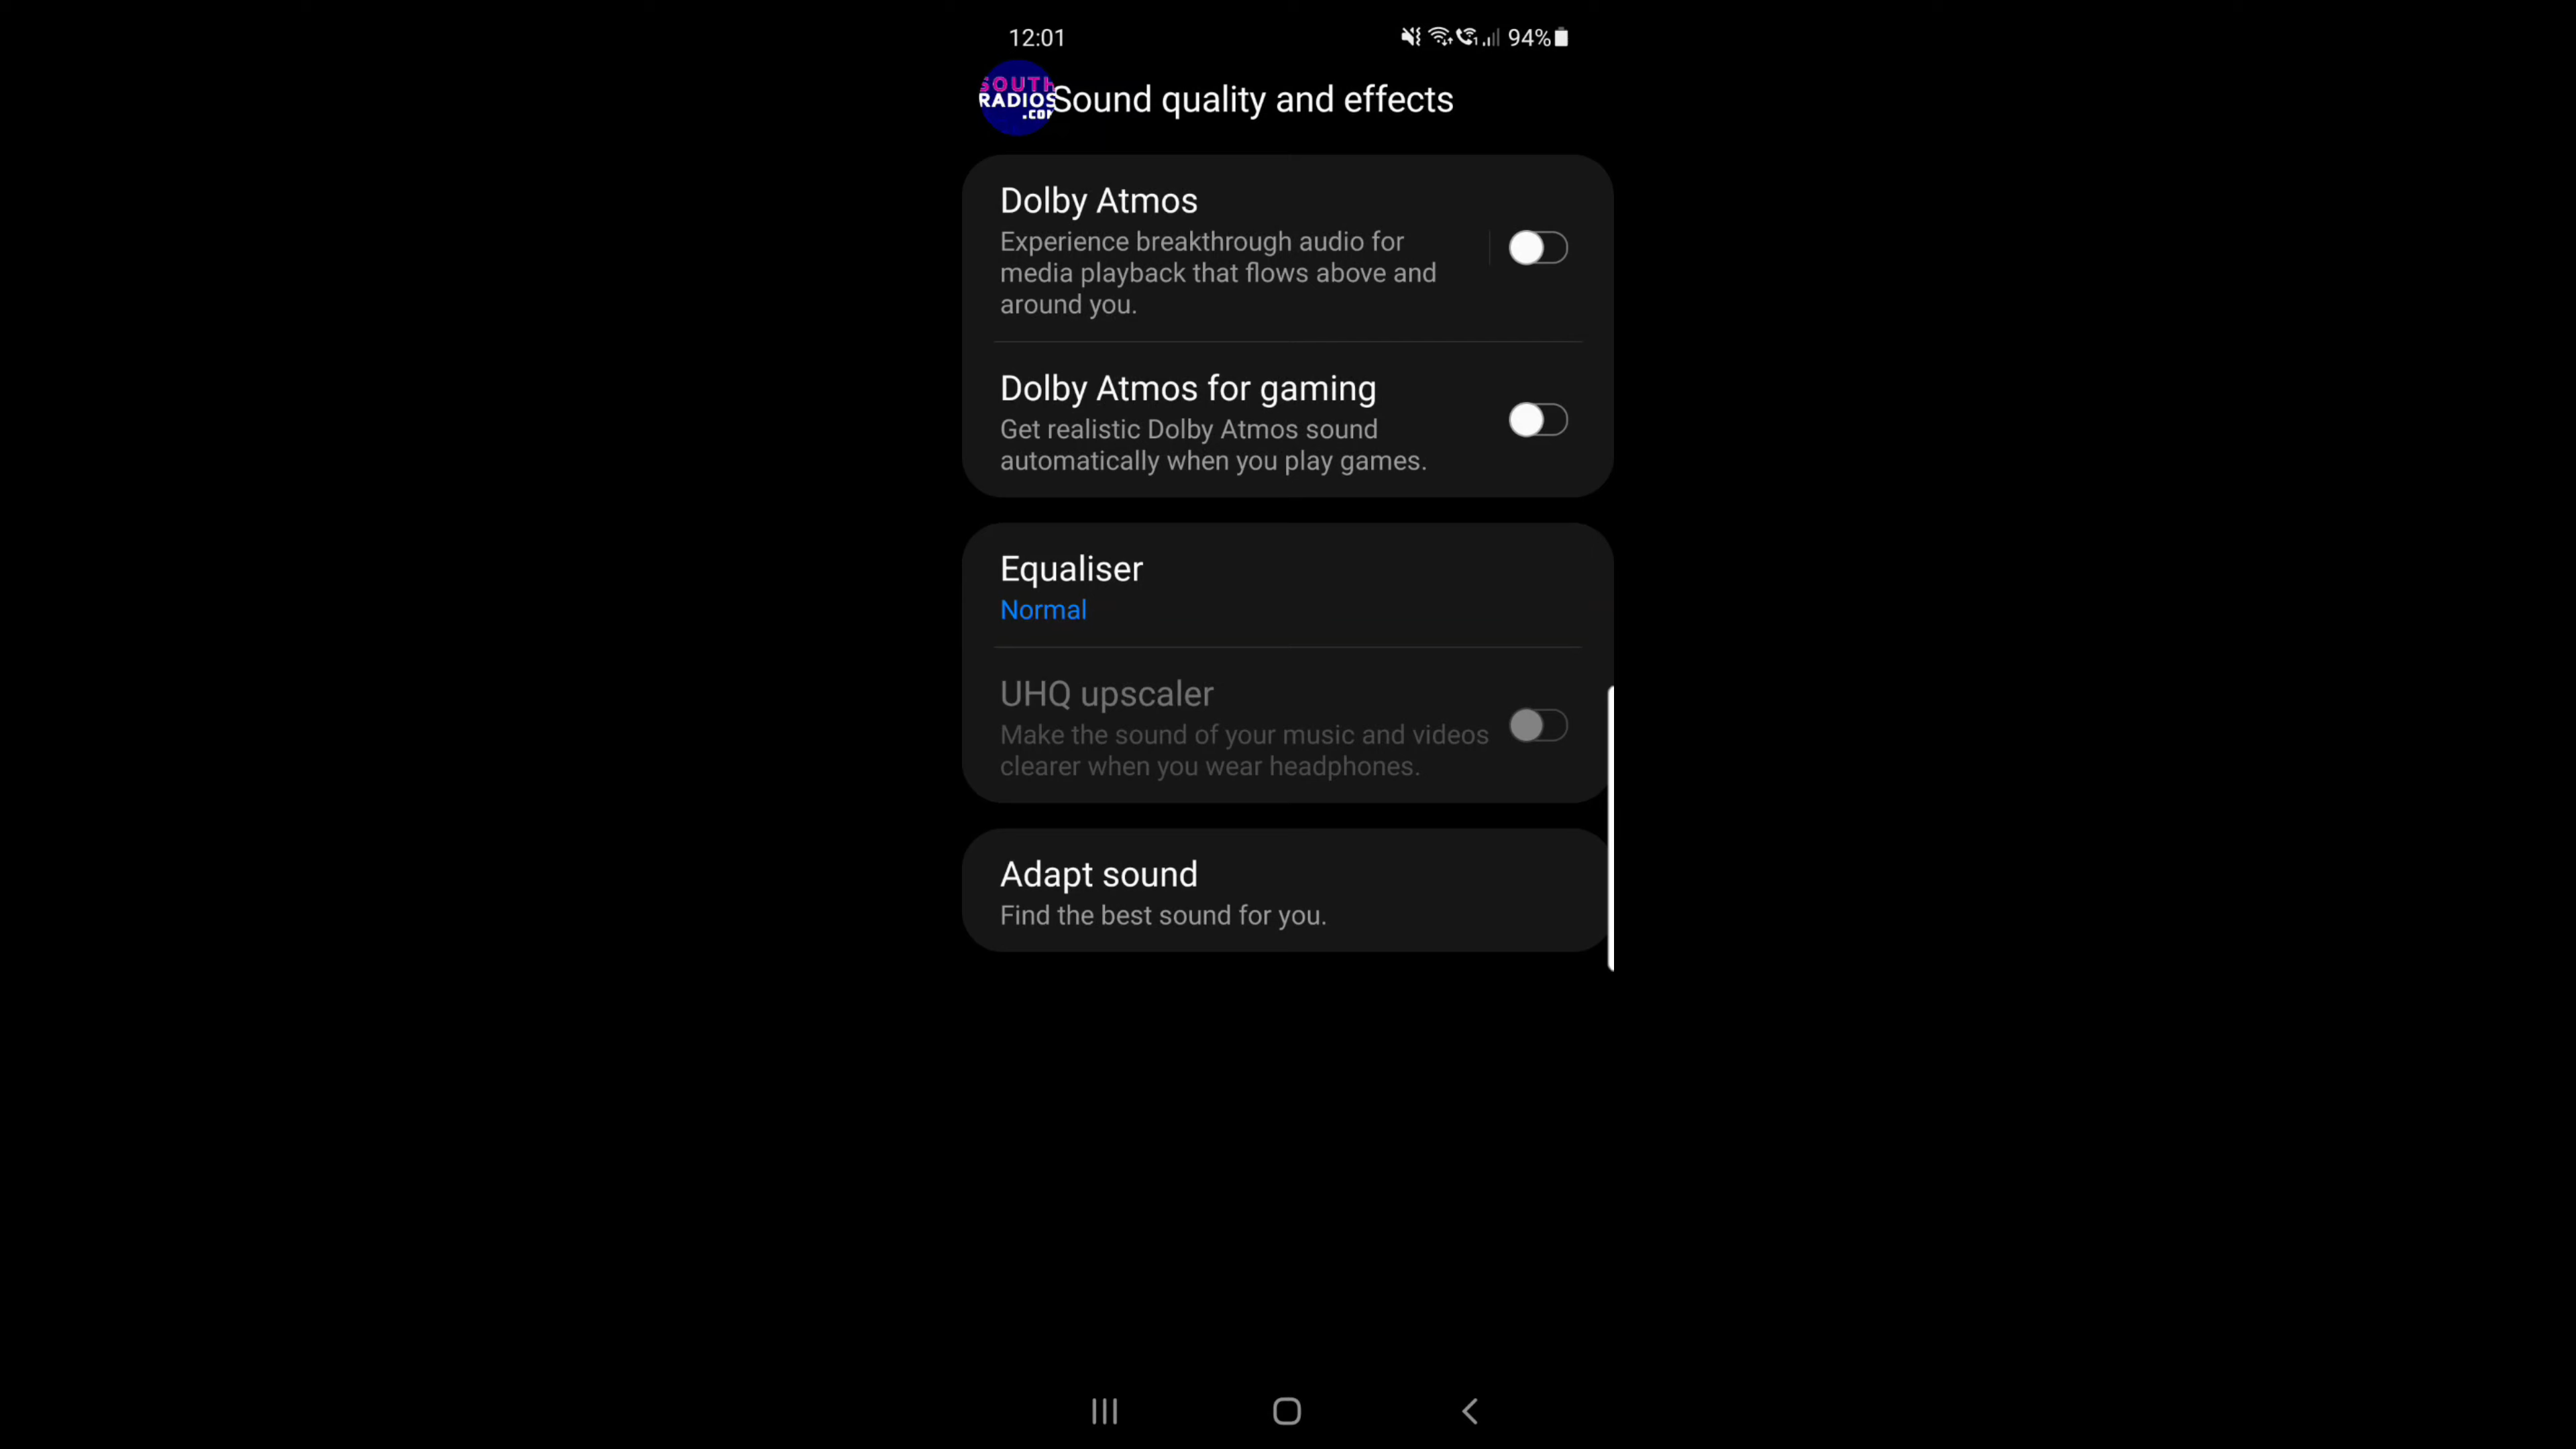 12:01
94%
SOUTH
RADIOS
.COM
Sound quality and effects
Dolby Atmos
Experience breakthrough audio for
media playback that flows above and
around you.
Dolby Atmos for gaming
Get realistic Dolby Atmos sound
automatically when you play games.
Equaliser
Normal
UHQ upscaler
Make the sound of your music and videos
clearer when you wear headphones.
Adapt sound
Find the best sound for you.